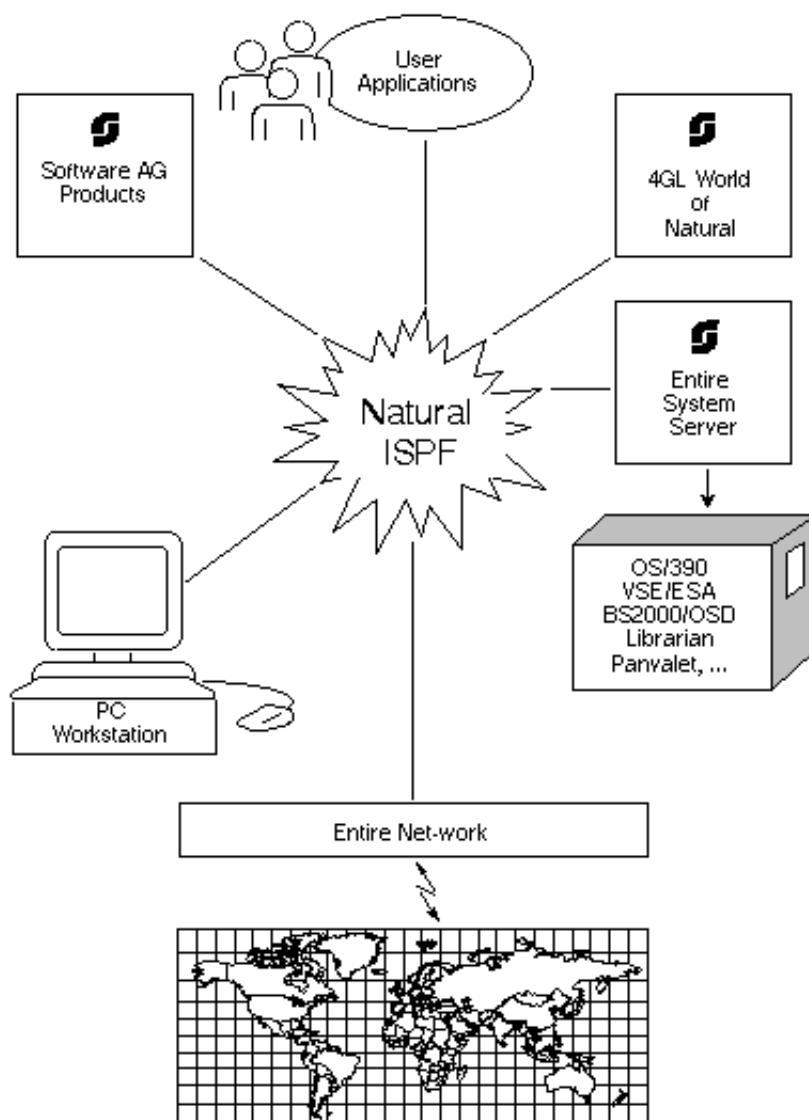 User
Applications
Software AG
Products
4GL World
of
Natural
Natural
ISPF
Entire
System
Server
OS/390
VSE/ESA
BS2000/OSD
Librarian
Panvalet, ...
PC
Workstation
Entire Net-work